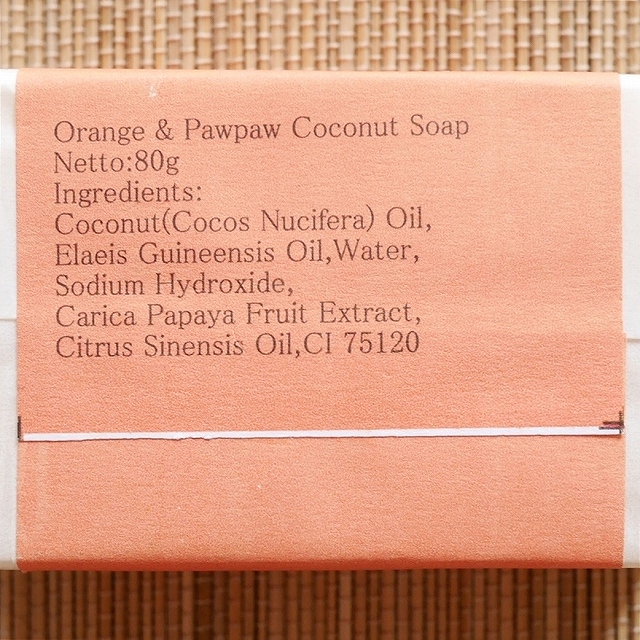 Orange & Pawpaw Coconut Soap
Netto:80g
Ingredients:
Coconut(Cocos Nucifera) Oil,
Elaeis Guineensis Oil,Water,
Sodium Hydroxide,
Carica Papaya Fruit Extract,
Citrus Sinensis Oil,CI 75120